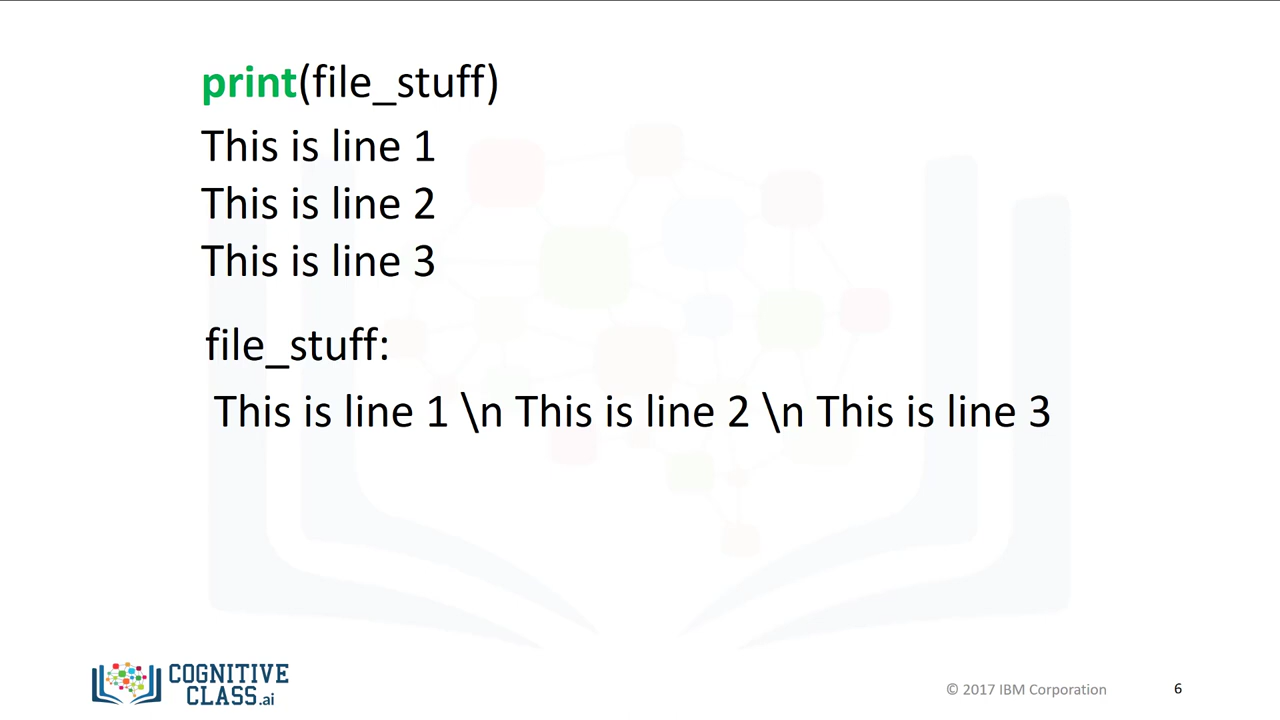 print(file_stuff)
This is line 1
This is line 2
This is line 3
file_stuff:
This is line 1 \n This is line 2 \n This is line 3
COGNITIVE
CLASS.ai
© 2017 IBM Corporation
6